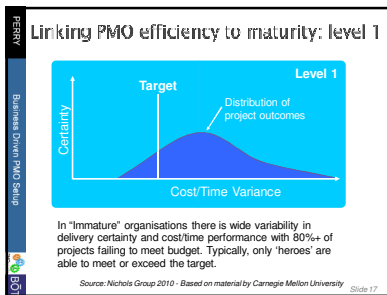 Linking PMO efficiency to maturity: level 1
PERRY
Business Driven PMO Setup
Level 1
Target
Distribution of
project outcomes
Certainty
Cost/Time Variance
In “Immature” organisations there is wide variability in
delivery certainty and cost/time performance with 80%+ of
projects failing to meet budget. Typically, only ‘heroes’ are
able to meet or exceed the target.
Source: Nichols Group 2010 - Based on material by Carnegie Mellon University
Slide 17